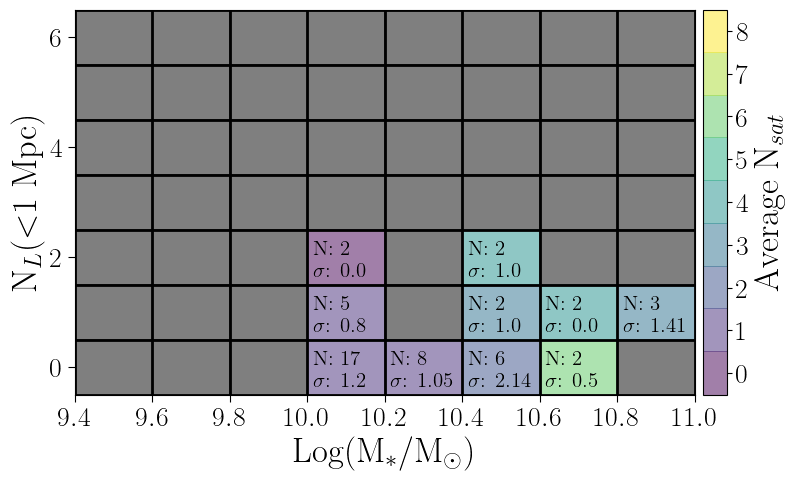 6
4
2
0
N_L(<1 Mpc)
N: 2
σ: 0.0
N: 2
σ: 1.0
N: 5
σ: 0.8
N: 2
σ: 1.0
N: 2
σ: 0.0
N: 3
σ: 1.41
N: 17
σ: 1.2
N: 8
σ: 1.05
N: 6
σ: 2.14
N: 2
σ: 0.5
9.4 9.6 9.8 10.0 10.2 10.4 10.6 10.8 11.0
Log(M_*/M_⊙)
8
7
6
5
4
3
2
1
0
Average N_sat